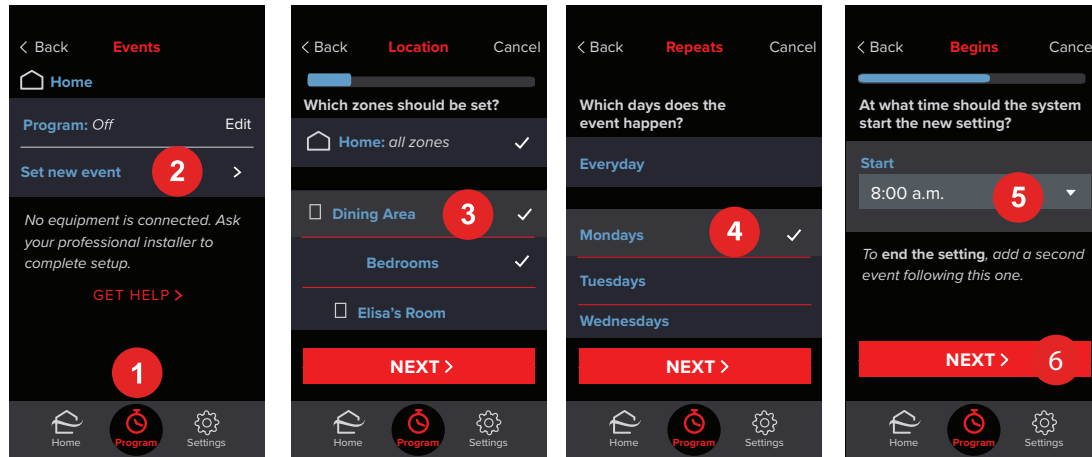 < Back Events
Home
Program: Off Edit
Set new event 2 >
No equipment is connected. Ask
your professional installer to
complete setup.
GET HELP >
1
Home Program Settings
< Back Location Cancel
Which zones should be set?
Home: all zones
Dining Area 3
Bedrooms
Elisa's Room
NEXT >
Home Program Settings
< Back Repeats Cancel
Which days does the
event happen?
Everyday
Mondays 4
Tuesdays
Wednesdays
NEXT >
Home Program Settings
< Back Begins Cance
At what time should the system
start the new setting?
Start
8:00 a.m. 5
To end the setting, add a second
event following this one.
NEXT > 6
Home Program Settings